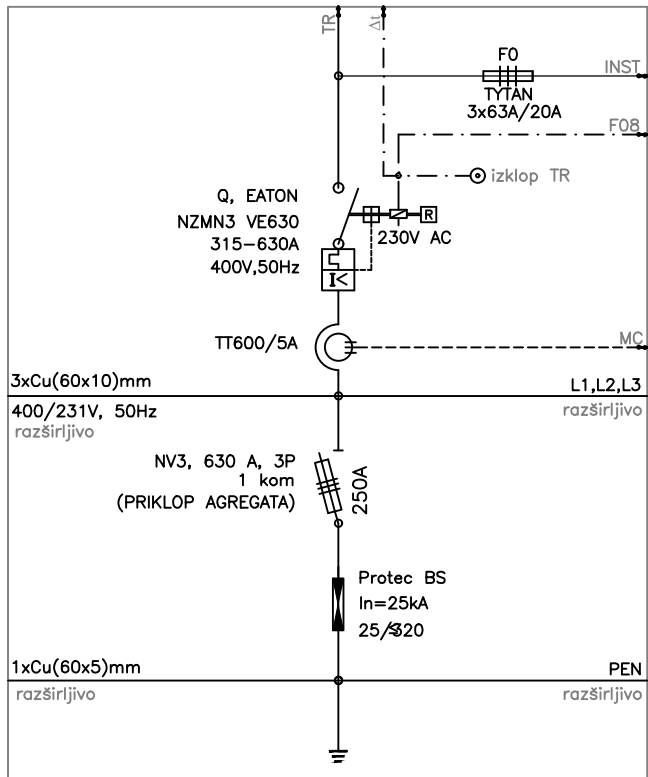 TR
Δt
F0
INST
TYTAN
3x63A/20A
F08
izklop TR
Q, EATON
NZMN3 VE630
315-630A
400V,50Hz
R
230V AC
I<
TT600/5A
MC
3xCu(60x10)mm
L1,L2,L3
400/231V, 50Hz
razširljivo
razširljivo
NV3, 630 A, 3P
1 kom
(PRIKLOP AGREGATA)
250A
Protec BS
In=25kA
1xCu(60x5)mm
PEN
razširljivo
razširljivo